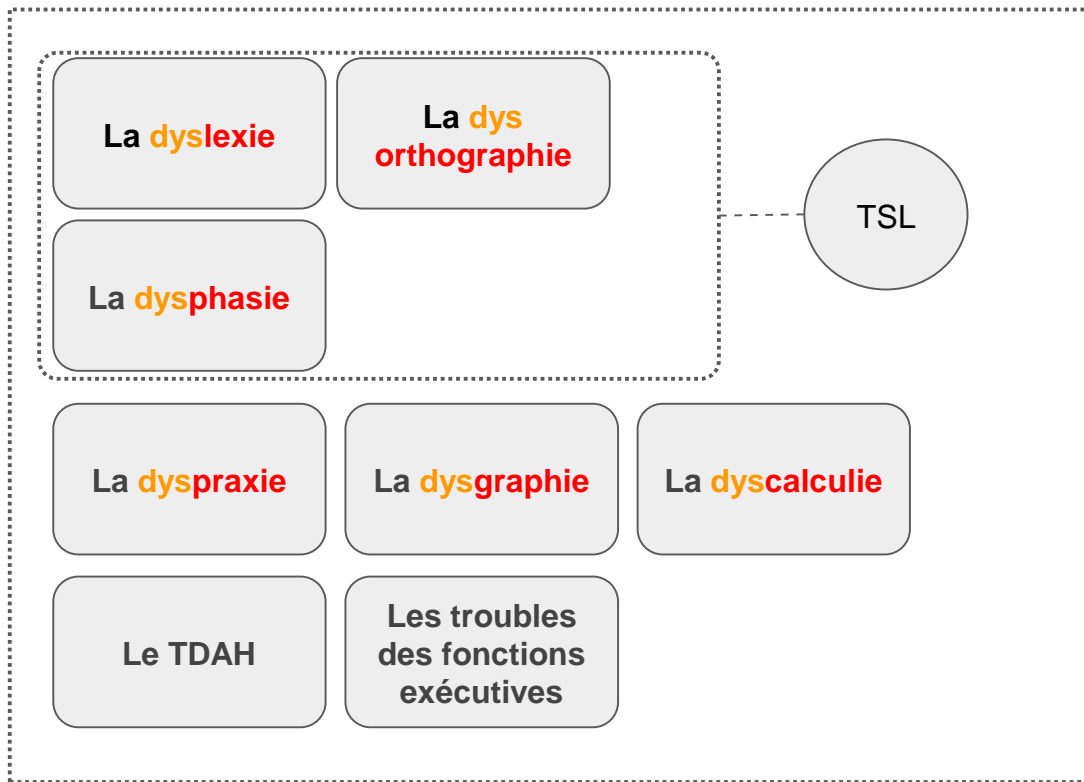 La dyslexie
La dys
orthographie
TSL
La dysphasie
La dyspraxie
La dysgraphie
La dyscalculie
Le TDAH
Les troubles
des fonctions
exécutives